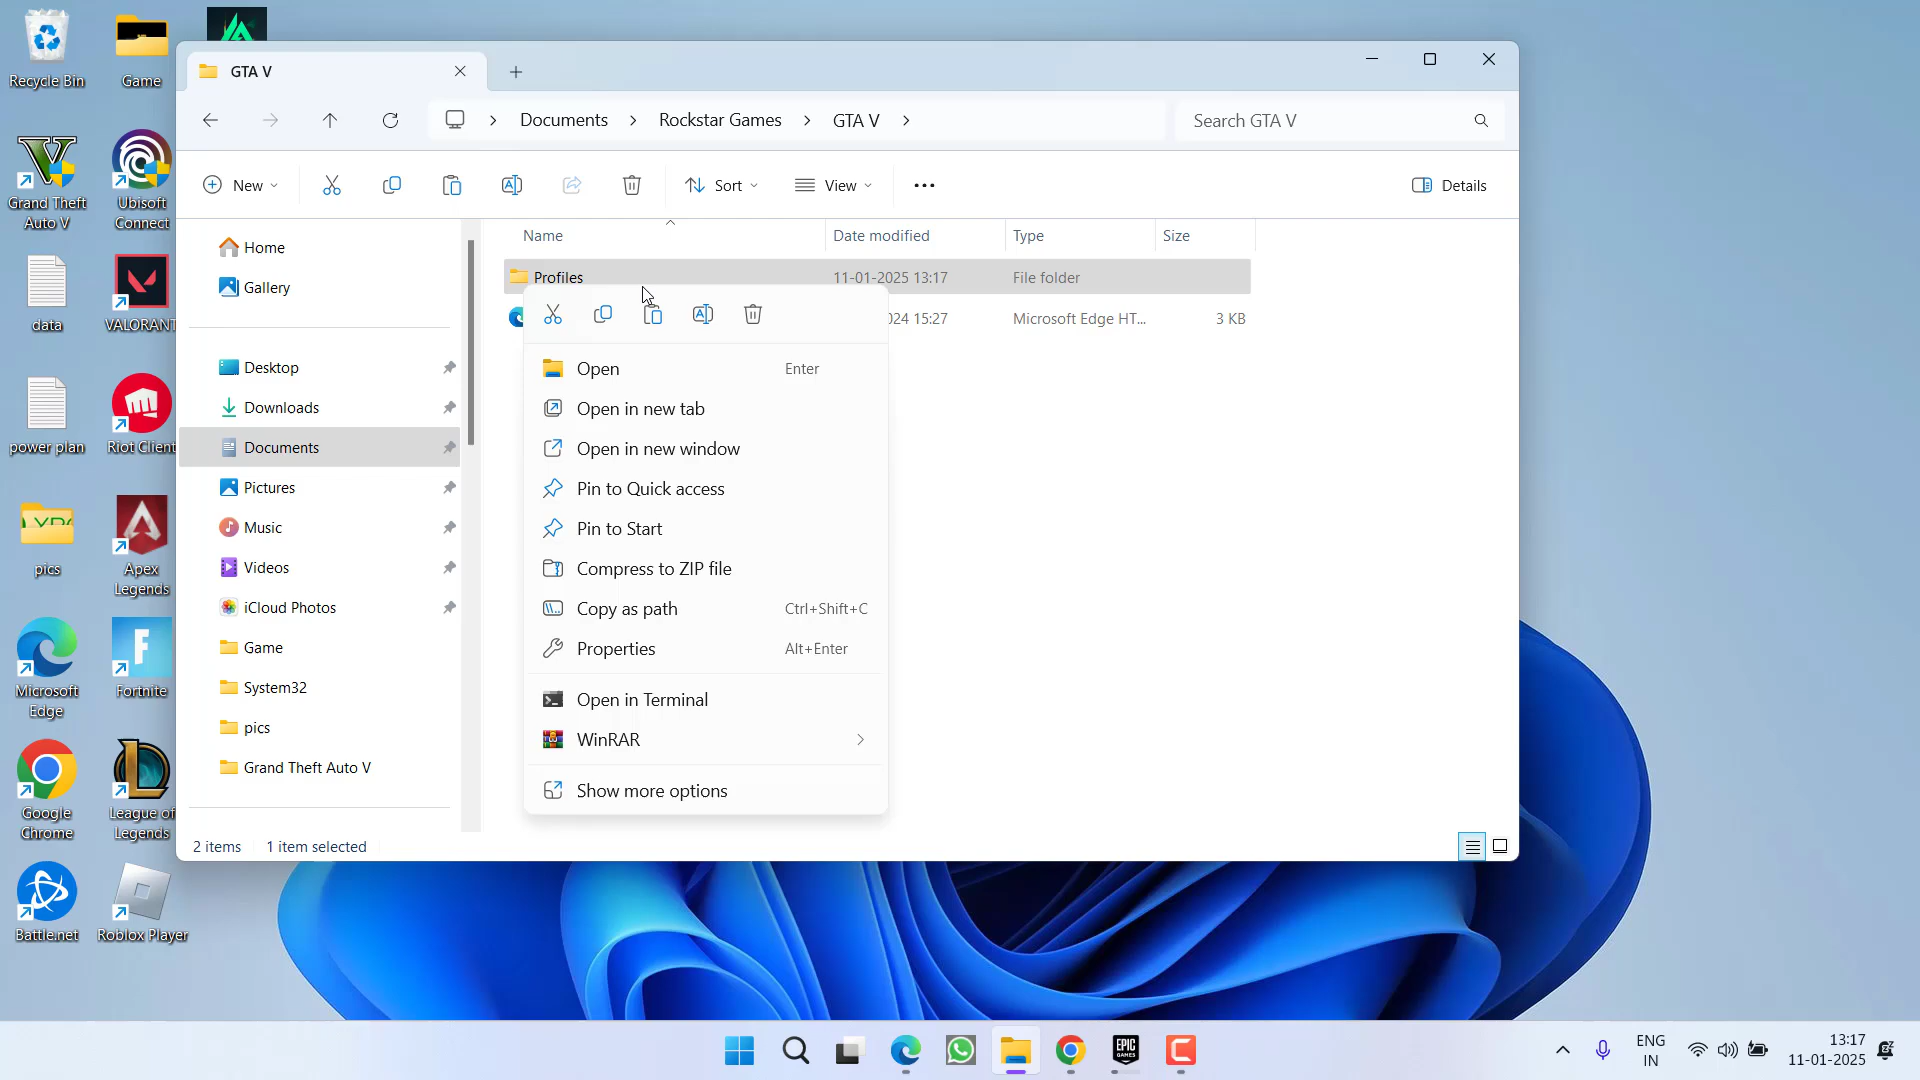 Recycle Bin
Game
Grand Theft
Auto V
Ubisoft
Connect
data
VALORANT
power plan
Riot Client
pics
Apex
Legends
Microsoft
Edge
Fortnite
Google
Chrome
League of
Legends
Battle.net
Roblox Player
GTA V
Documents
Rockstar Games
GTA V
Search GTA V
New
Sort
View
Details
Home
Gallery
Desktop
Downloads
Documents
Pictures
Music
Videos
iCloud Photos
Game
System32
pics
Grand Theft Auto V
Name
Date modified
Type
Size
Profiles
11-01-2025 13:17
File folder
024 15:27
Microsoft Edge HT...
3 KB
Open
Enter
Open in new tab
Open in new window
Pin to Quick access
Pin to Start
Compress to ZIP file
Copy as path
Ctrl+Shift+C
Properties
Alt+Enter
Open in Terminal
WinRAR
Show more options
2 items
1 item selected
EPIC
GAMES
ENG
IN
13:17
11-01-2025